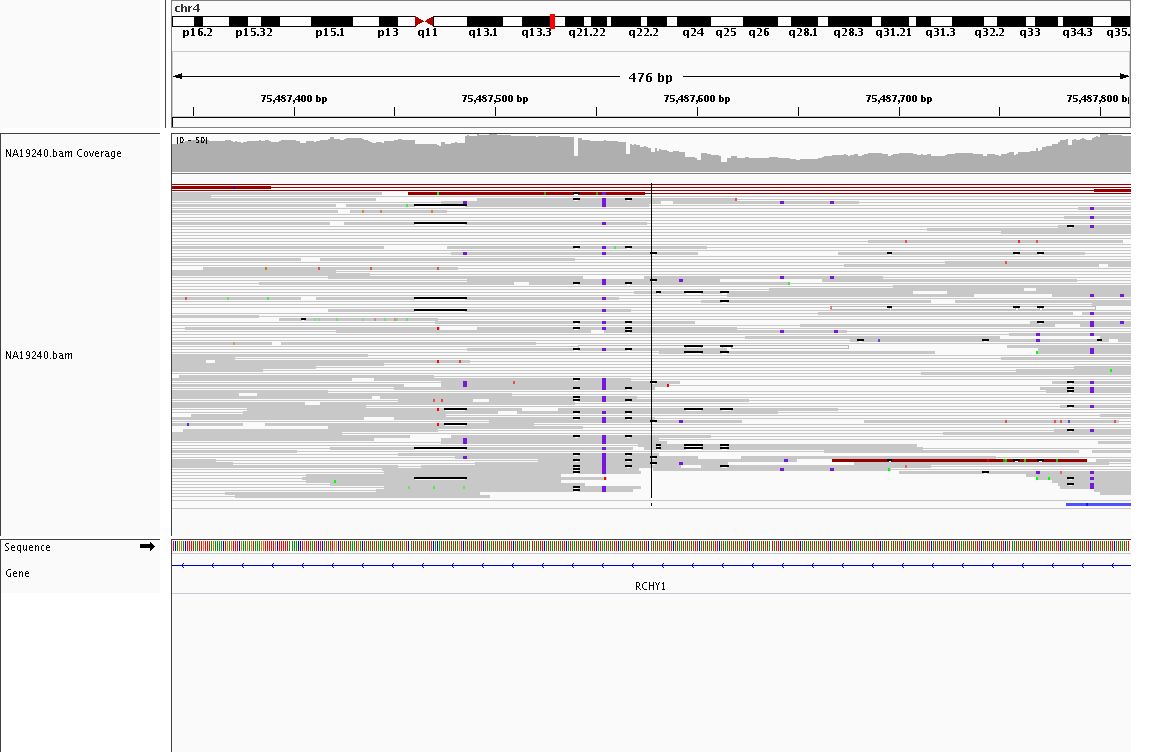 chr4
p16.2 p15.32 p15.1 p13 q11 q13.1 q13.3 q21.22 q22.2 q24 q25 q26 q28.1 q28.3 q31.21 q31.3 q32.2 q33 q34.3 q35.
476 bp
75,487,400 bp 75,487,500 bp 75,487,600 bp 75,487,700 bp 75,487,800 bp
NA19240.bam Coverage
[0 - 50]
NA19240.bam
Sequence
Gene
RCHY1